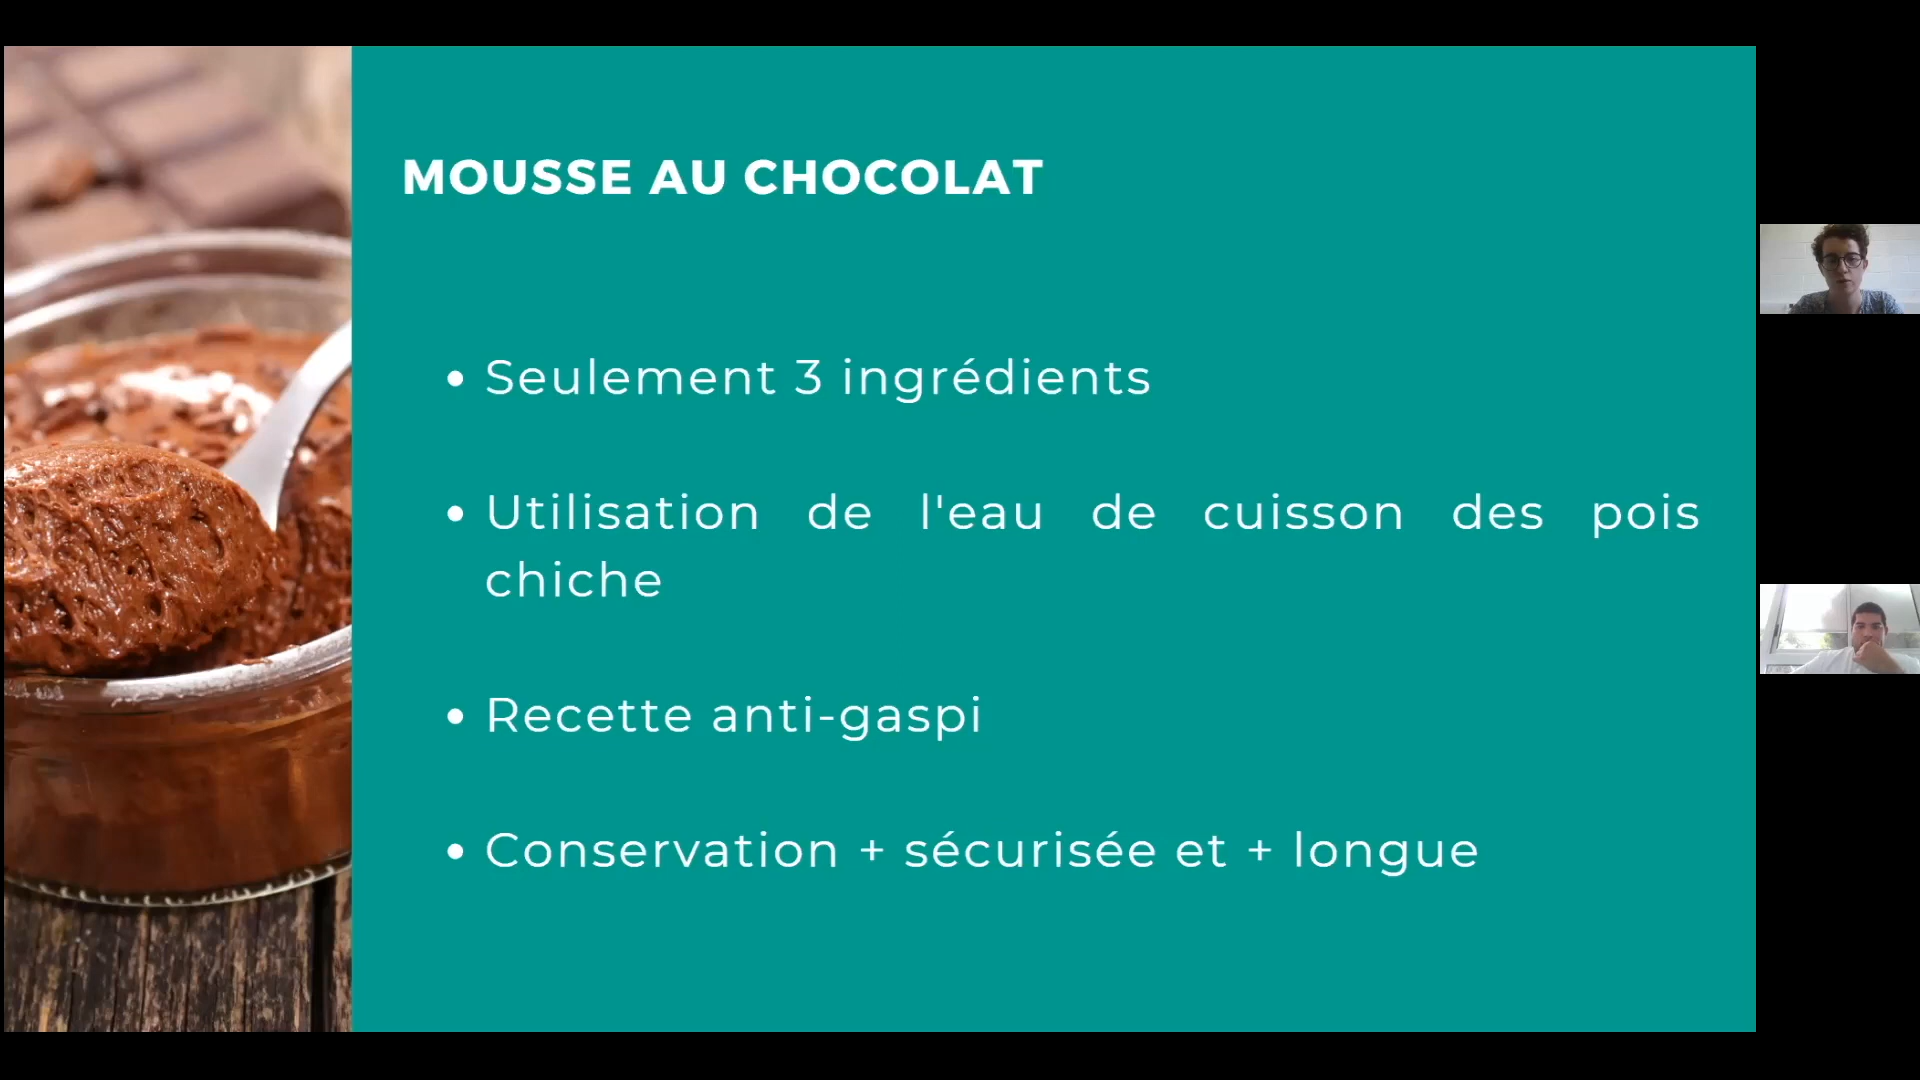 MOUSSE AU CHOCOLAT
• Seulement 3 ingrédients
• Utilisation de l'eau de cuisson des pois
chiche
• Recette anti-gaspi
• Conservation + sécurisée et + longue